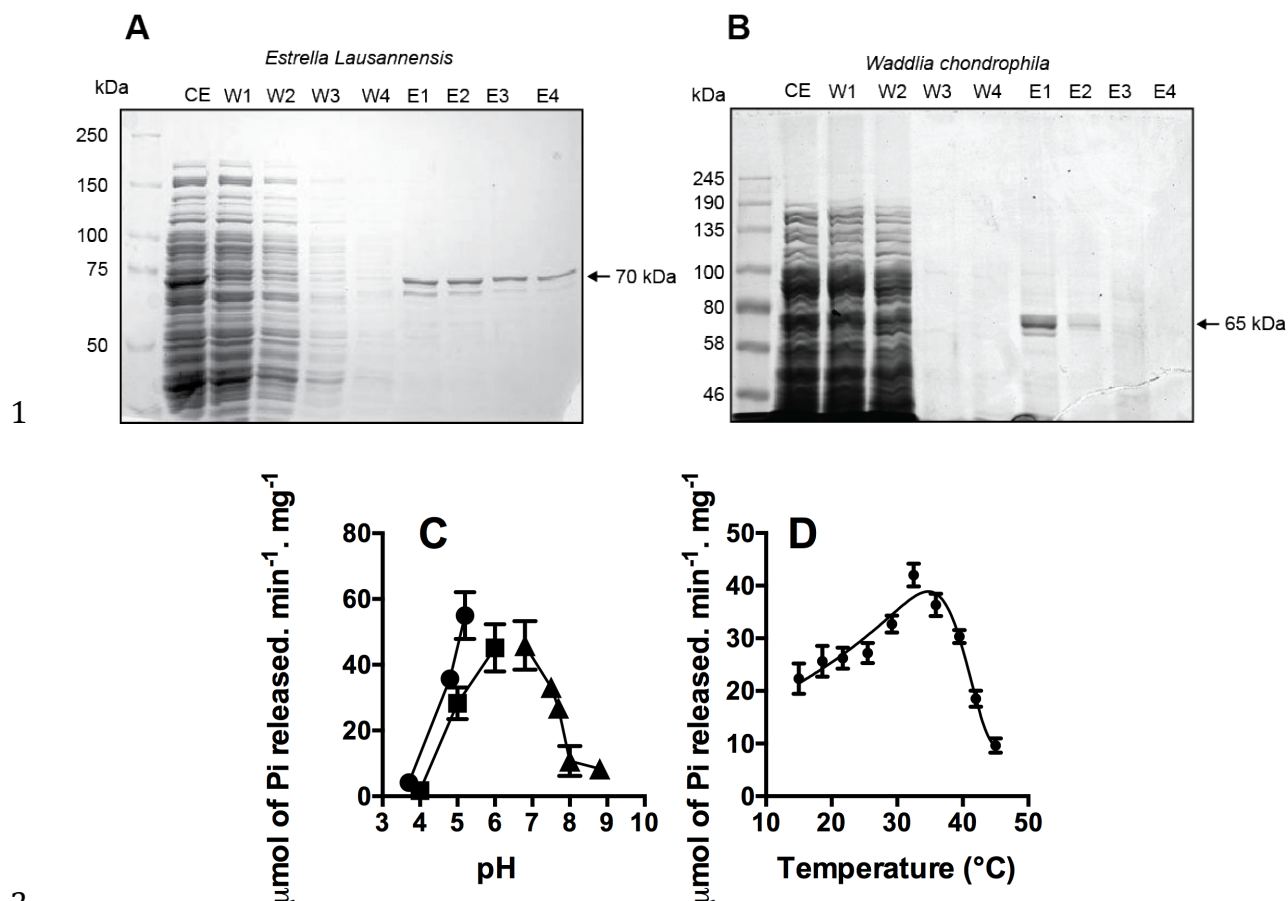 A
Estrella Lausannensis
kDa
CE W1 W2 W3 W4 E1 E2 E3 E4
250
150
100
75
50
← 70 kDa
B
Waddlia chondrophila
kDa
CE W1 W2 W3 W4 E1 E2 E3 E4
245
190
135
100
80
58
46
← 65 kDa
1
C
µmol of Pi released. min⁻¹. mg⁻¹
80
60
40
20
0
3 4 5 6 7 8 9 10
pH
D
µmol of Pi released. min⁻¹. mg⁻¹
50
40
30
20
10
0
10 20 30 40 50
Temperature (°C)